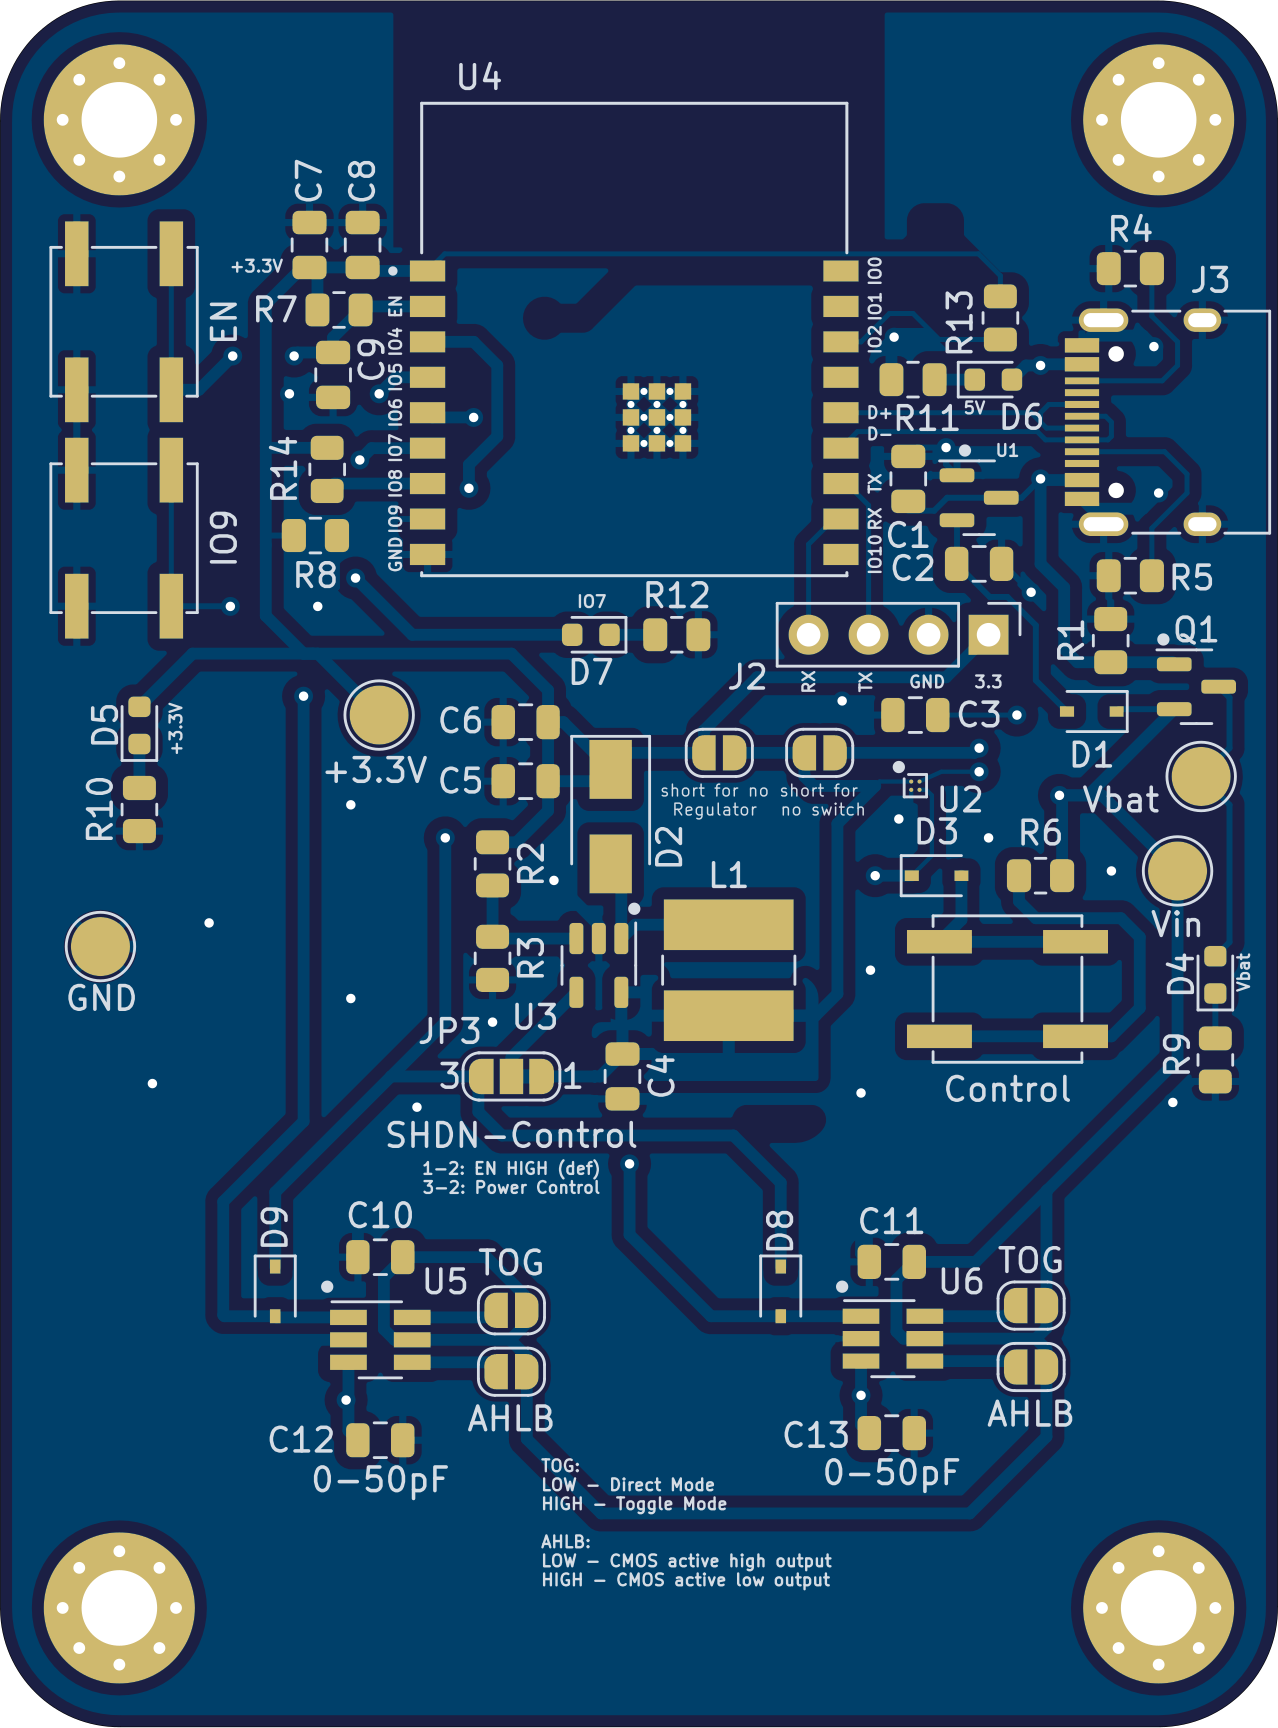 U4
C7
C8
R4
J3
+3.3V
IO0
EN
R7
EN
IO1
R13
IO4
C9
IO2
IO5
5V
D6
IO6
D+
R11
D-
IO7
U1
R14
IO8
TX
IO9
IO9
RX
C1
GND
IO10
C2
R8
R5
IO7
R12
R1
Q1
D7
J2
RX
TX
GND
3.3
D5
+3.3V
C6
C3
D1
+3.3V
C5
short for no
Regulator
short for
no switch
U2
Vbat
R10
D2
D3
R6
R2
L1
Vin
R3
D4
Vbat
GND
U3
JP3
3
1
C4
R9
Control
SHDN-Control
1-2: EN HIGH (def)
3-2: Power Control
D9
C10
D8
C11
TOG
TOG
U5
U6
AHLB
AHLB
C12
C13
0-50pF
0-50pF
TOG:
LOW - Direct Mode
HIGH - Toggle Mode
AHLB:
LOW - CMOS active high output
HIGH - CMOS active low output